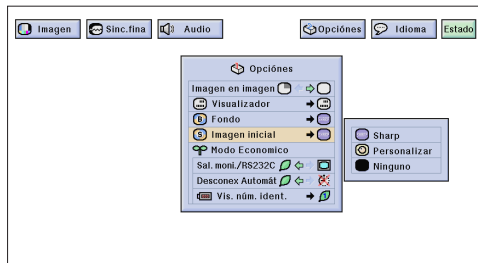 Imagen Sinc.fina Audio Opciónes Idioma Estado
Opciónes
Imagen en imagen
Visualizador
Fondo
Imagen inicial
Modo Economico
Sal. moni./RS232C
Desconex Automát
Vis. núm. ident.
Sharp
Personalizar
Ninguno